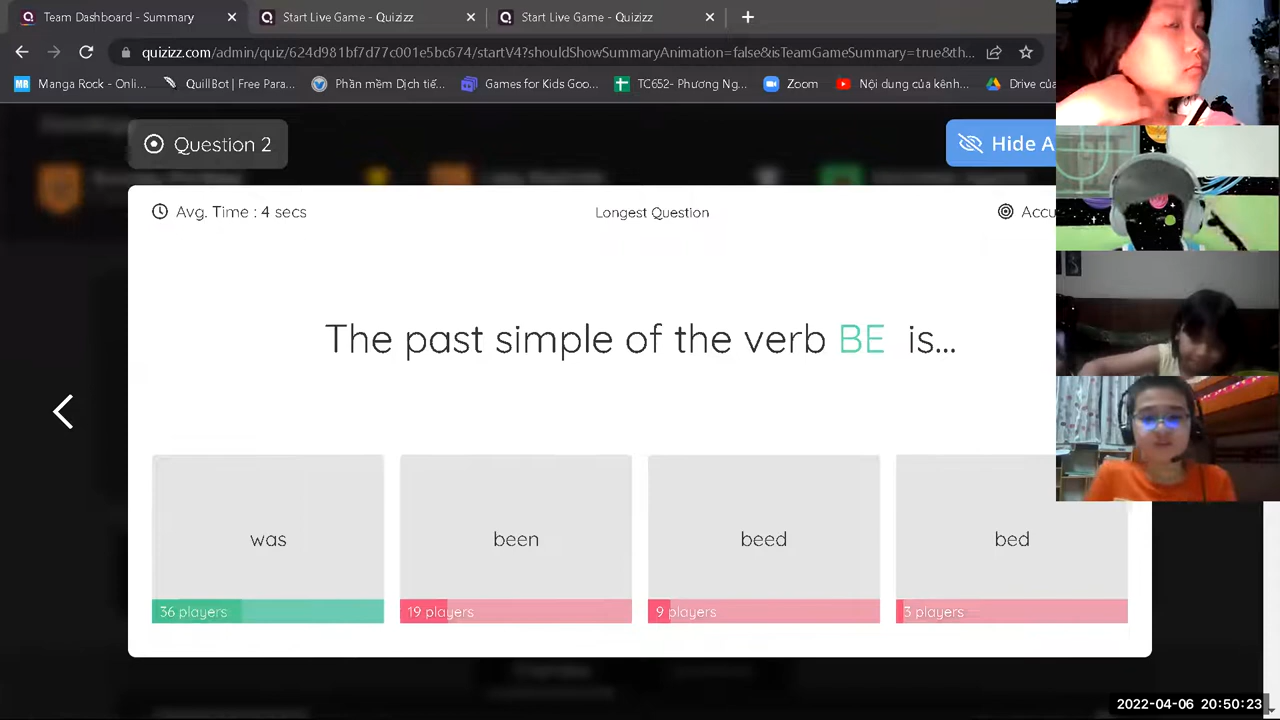 Team Dashboard - Summary
Start Live Game - Quizizz
Start Live Game - Quizizz
quizizz.com/admin/quiz/624d981bf177c001e5bc674/startV4?shouldShowSummaryAnimation=false&isTeamGameSummary=true&th...
Manga Rock - Onli...
QuillBot | Free Para...
Phần mềm Dịch tiế...
Games for Kids - Co...
TC652- Phương Ng...
Zoom
Nội dung của kênh...
Drive của
Question 2
Hide A
Avg. Time : 4 secs
Longest Question
Accu
The past simple of the verb BE is...
was
been
beed
bed
36 players
19 players
9 players
3 players
2022-04-06 20:50:23